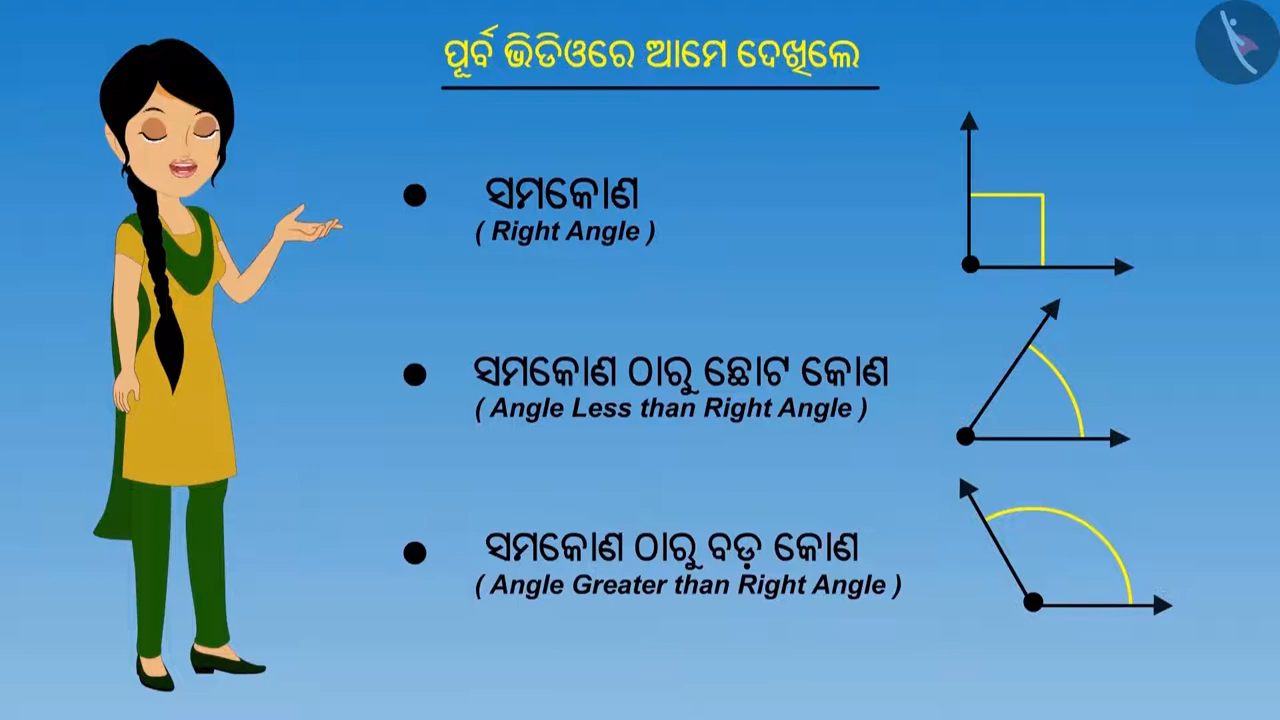 ପୂର୍ବ ଭିଡିଓରେ ଆମେ ଦେଖିଲେ
ସମକୋଣ
( Right Angle )
ସମକୋଣ ଠାରୁ ଛୋଟ କୋଣ
( Angle Less than Right Angle )
ସମକୋଣ ଠାରୁ ବଡ଼ କୋଣ
( Angle Greater than Right Angle )